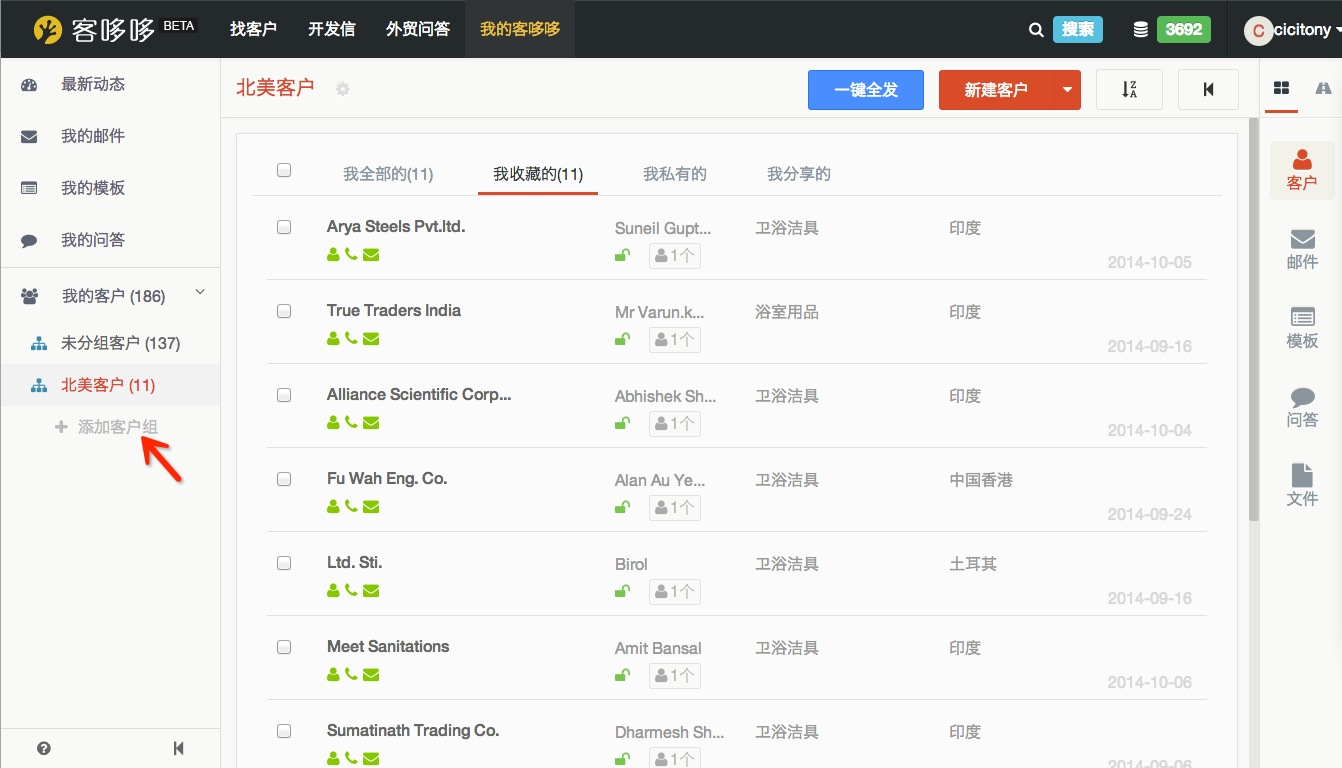 客哆哆 BETA 找客户 开发信 外贸问答 我的客哆哆 搜索 3692 C cicitony
最新动态
我的邮件
我的模板
我的问答
我的客户 (186)
未分组客户 (137)
北美客户 (11)
添加客户组
北美客户 一键全发 新建客户
我全部的(11) 我收藏的(11) 我私有的 我分享的
Arya Steels Pvt.ltd. Suneil Gupt... 卫浴洁具 印度
1个 2014-10-05
True Traders India Mr Varun.k... 浴室用品 印度
1个 2014-09-16
Alliance Scientific Corp... Abhishek Sh... 卫浴洁具 印度
1个 2014-10-04
Fu Wah Eng. Co. Alan Au Ye... 卫浴洁具 中国香港
1个 2014-09-24
Ltd. Sti. Birol 卫浴洁具 土耳其
1个 2014-09-16
Meet Sanitations Amit Bansal 卫浴洁具 印度
1个 2014-10-06
Sumatinath Trading Co. Dharmesh Sh... 卫浴洁具 印度
1个 2014-09-06
客户
邮件
模板
问答
文件